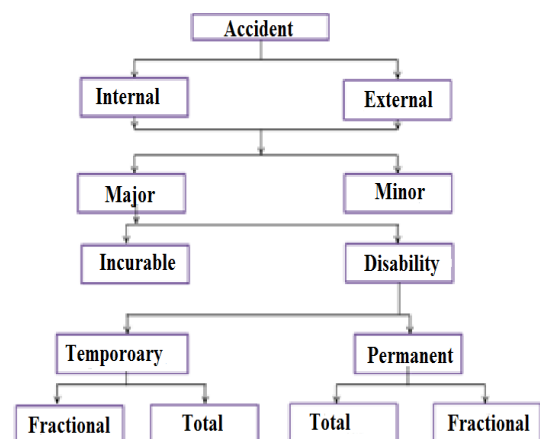 Accident
Internal
External
Major
Minor
Incurable
Disability
Temporoary
Permanent
Fractional
Total
Total
Fractional